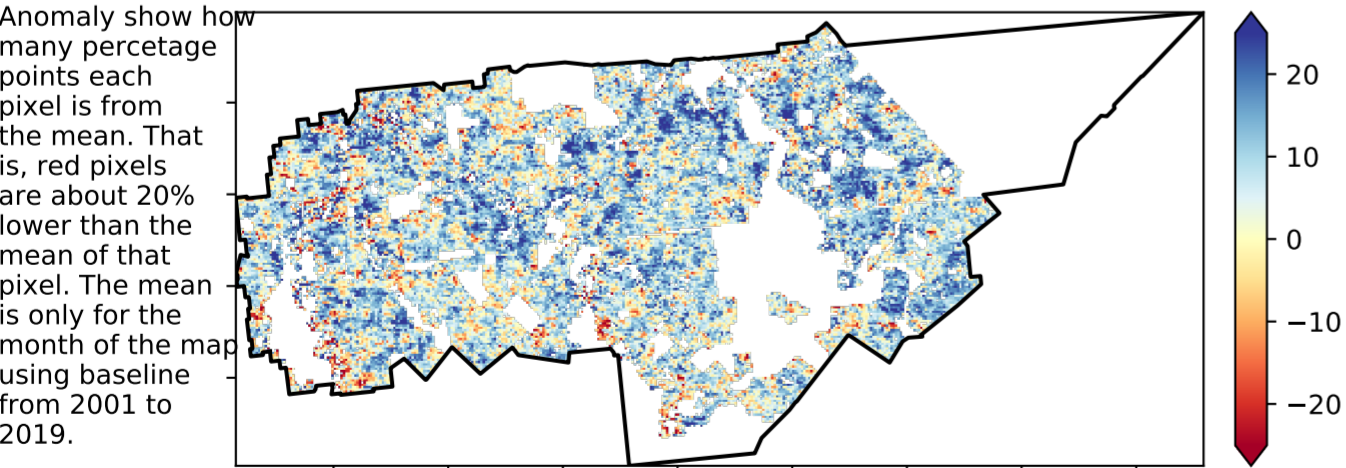 Anomaly show how
many percetage
points each
pixel is from
the mean. That
is, red pixels
are about 20%
lower than the
mean of that
pixel. The mean
is only for the
month of the map
using baseline
from 2001 to
2019.
20
10
0
−10
−20